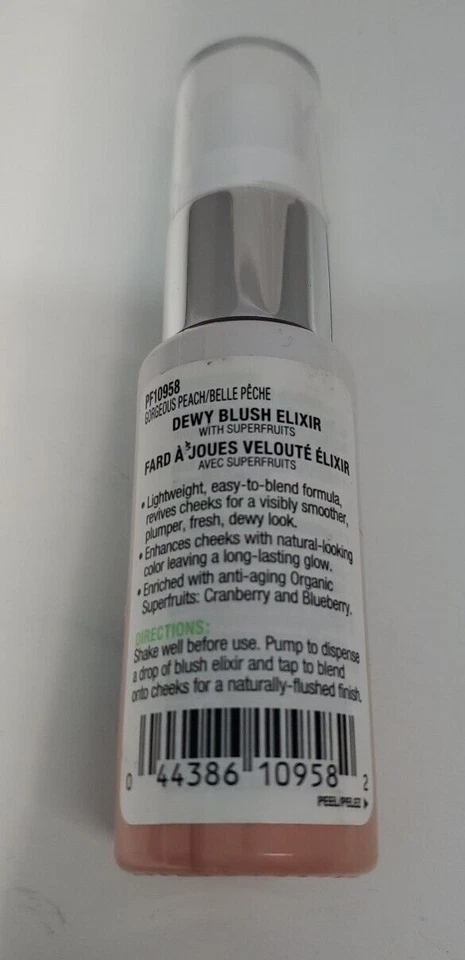 PF10958
GORGEOUS PEACH/BELLE PÊCHE
DEWY BLUSH ELIXIR
WITH SUPERFRUITS
FARD À JOUES VELOUTÉ ÉLIXIR
AVEC SUPERFRUITS
• Lightweight, easy-to-blend formula,
revives cheeks for a visibly smoother,
plumper, fresh, dewy look.
• Enhances cheeks with natural-looking
color leaving a long-lasting glow.
• Enriched with anti-aging Organic
Superfruits: Cranberry and Blueberry.
DIRECTIONS:
Shake well before use. Pump to dispense
a drop of blush elixir and tap to blend
onto cheeks for a naturally-flushed finish.
0 44386 10958 2
PEEL/PELEZ